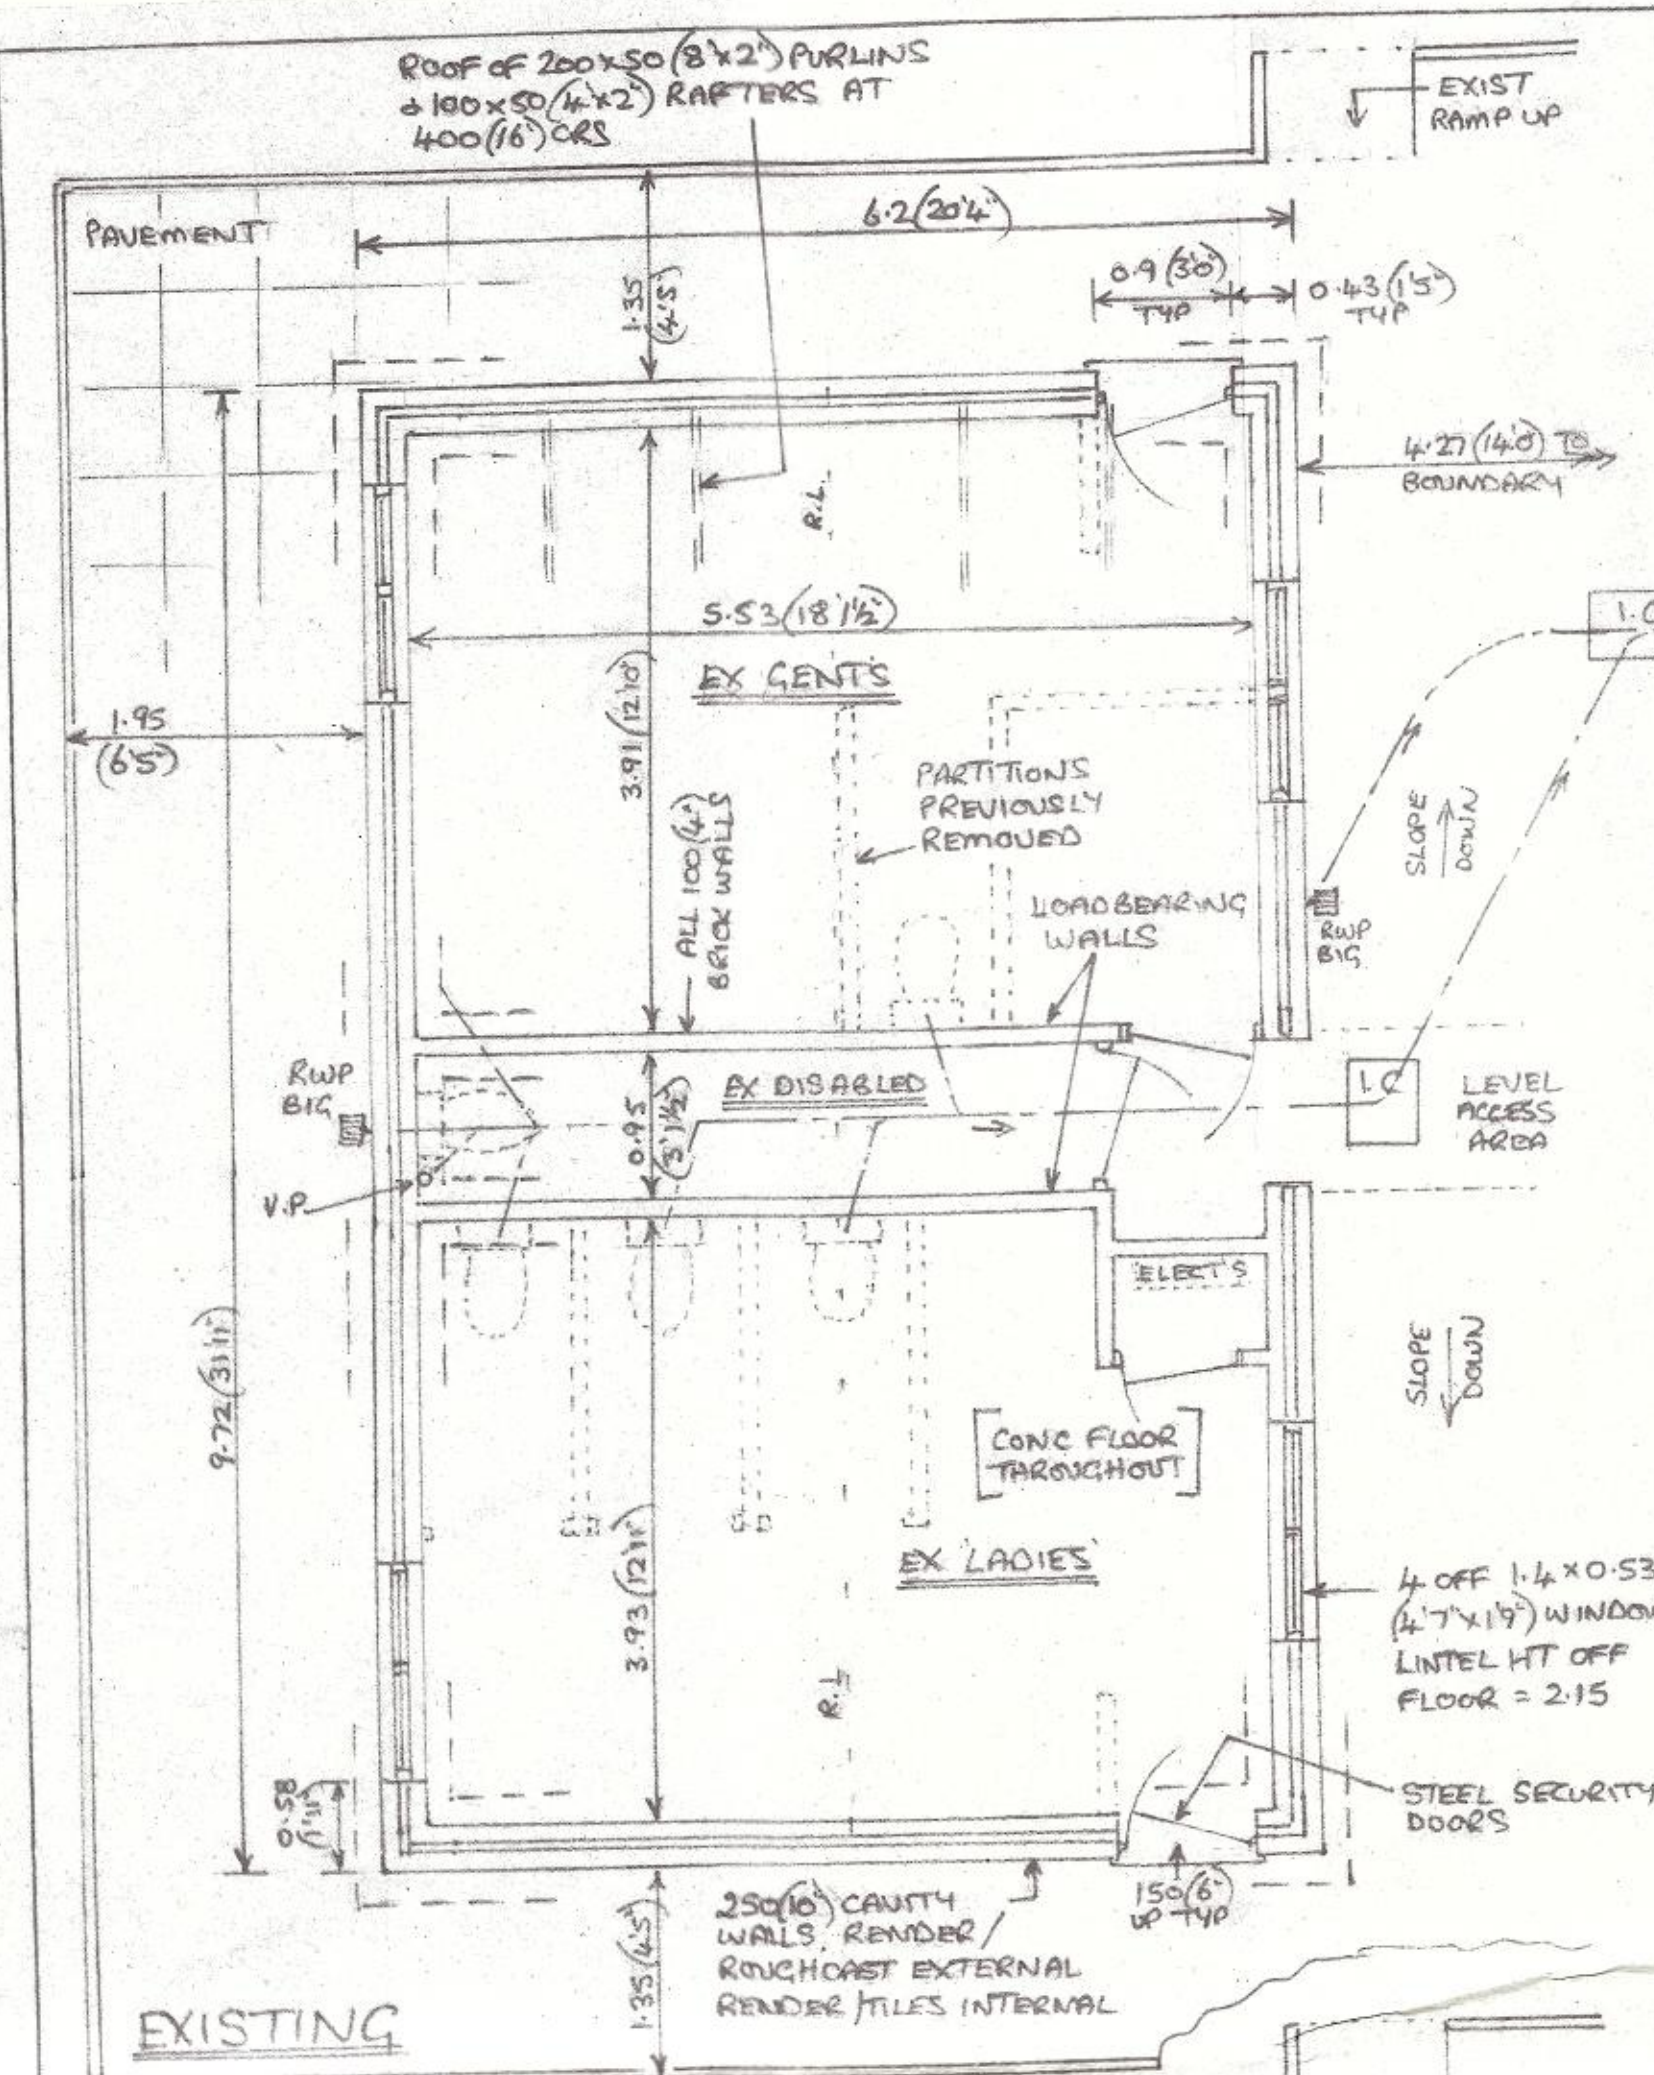 ROOF OF 200x50(8"x2") PURLINS
& 100x50(4"x2") RAFTERS AT
400(16") CRS
EXIST
RAMP UP
PAVEMENT
6.2(20'4")
1.35
(4'5")
0.9(3'0")
TYP
0.43(1'5")
TYP
4.27(14'0") TO
BOUNDARY
R.L.
5.53(18'1½")
I.C
EX GENT'S
3.91(12'10")
1.95
(6'5")
PARTITIONS
PREVIOUSLY
REMOVED
ALL 100(4")
BRICK WALLS
SLOPE
DOWN
LOADBEARING
WALLS
RWP
BIG
RWP
BIG
EX DISABLED
0.95
(3'1½")
I.C
LEVEL
ACCESS
AREA
V.P.
ELECT'S
9.72(31'11")
SLOPE
DOWN
[CONC FLOOR
THROUGHOUT]
EX 'LADIES'
3.93(12'11")
4 OFF 1.4x0.53
(4'7"x1'9") WINDOW
LINTEL HT OFF
FLOOR = 2.15
R.L
0.58
(1'11")
STEEL SECURITY
DOORS
250(10") CAVITY
WALLS, RENDER/
ROUGHCAST EXTERNAL
RENDER/TILES INTERNAL
150(6")
UP TYP
1.35(4'5")
EXISTING